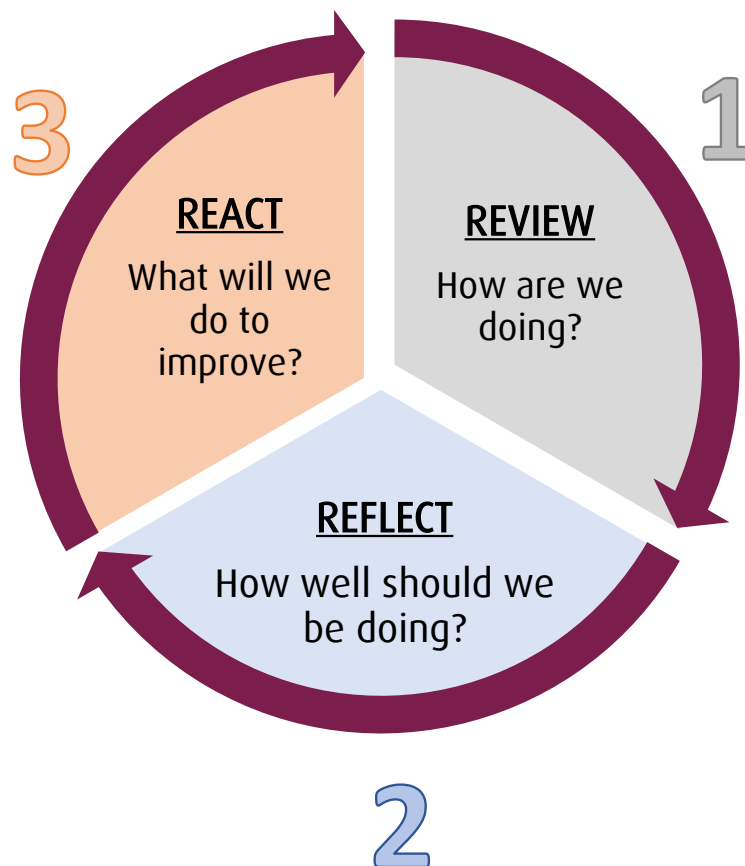 1
REVIEW
How are we
doing?
2
REFLECT
How well should we
be doing?
3
REACT
What will we
do to
improve?